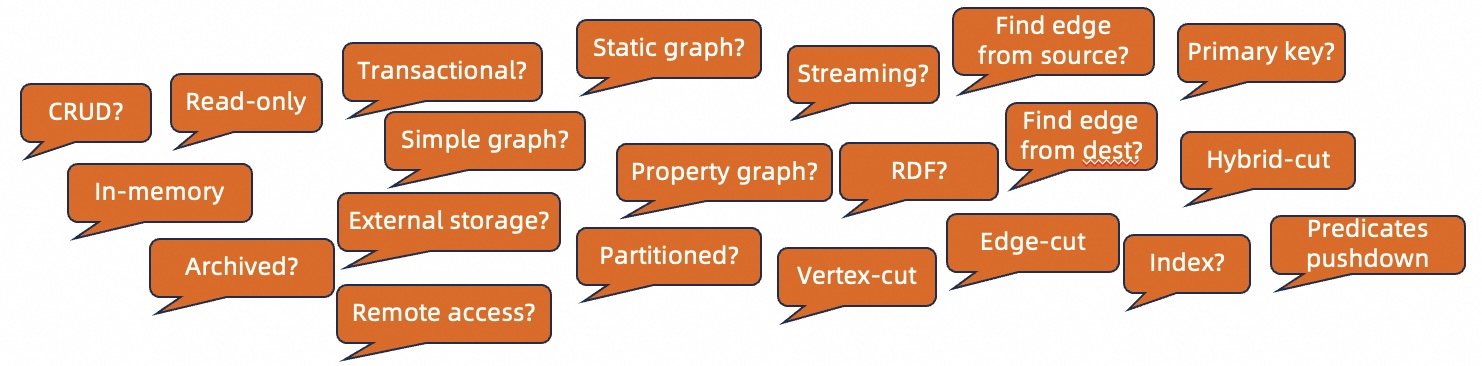 CRUD?
Read-only
Transactional?
Static graph?
Streaming?
Find edge
from source?
Primary key?
Simple graph?
Find edge
from dest?
In-memory
Property graph?
RDF?
Hybrid-cut
External storage?
Archived?
Partitioned?
Vertex-cut
Edge-cut
Index?
Predicates
pushdown
Remote access?